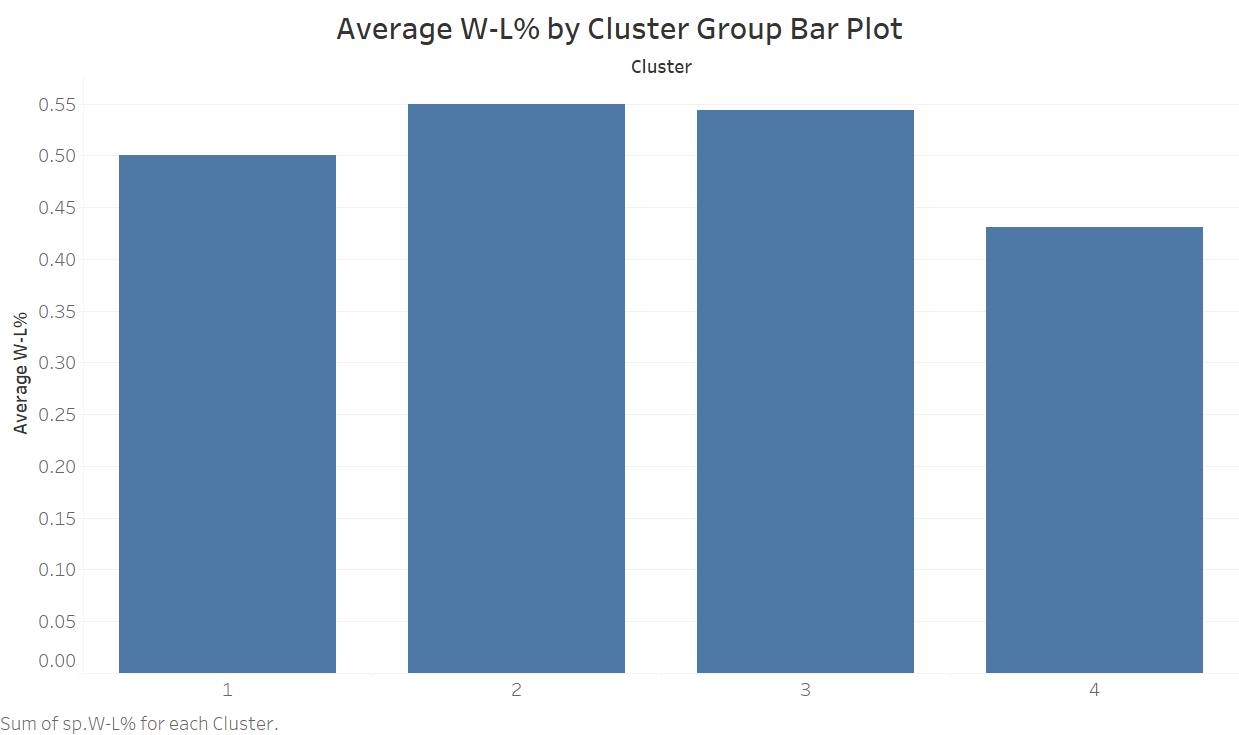 Average W-L% by Cluster Group Bar Plot
Cluster
Average W-L%
0.55
0.50
0.45
0.40
0.35
0.30
0.25
0.20
0.15
0.10
0.05
0.00
1 2 3 4
Sum of sp.W-L% for each Cluster.